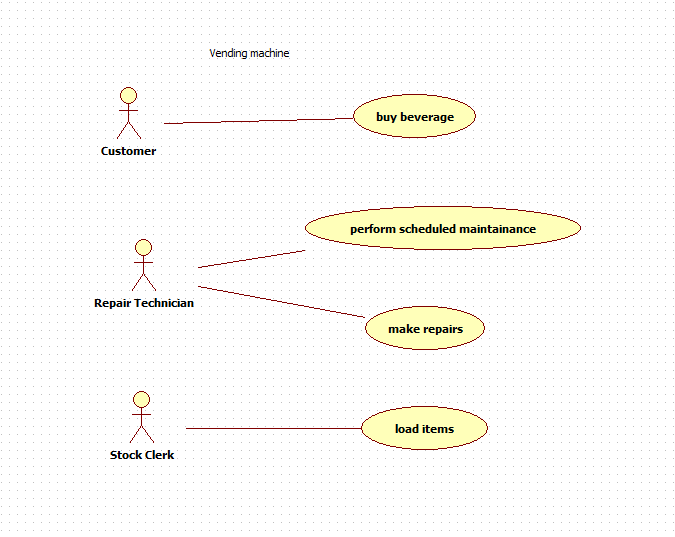 Vending machine
buy beverage
Customer
perform scheduled maintainance
Repair Technician
make repairs
load items
Stock Clerk